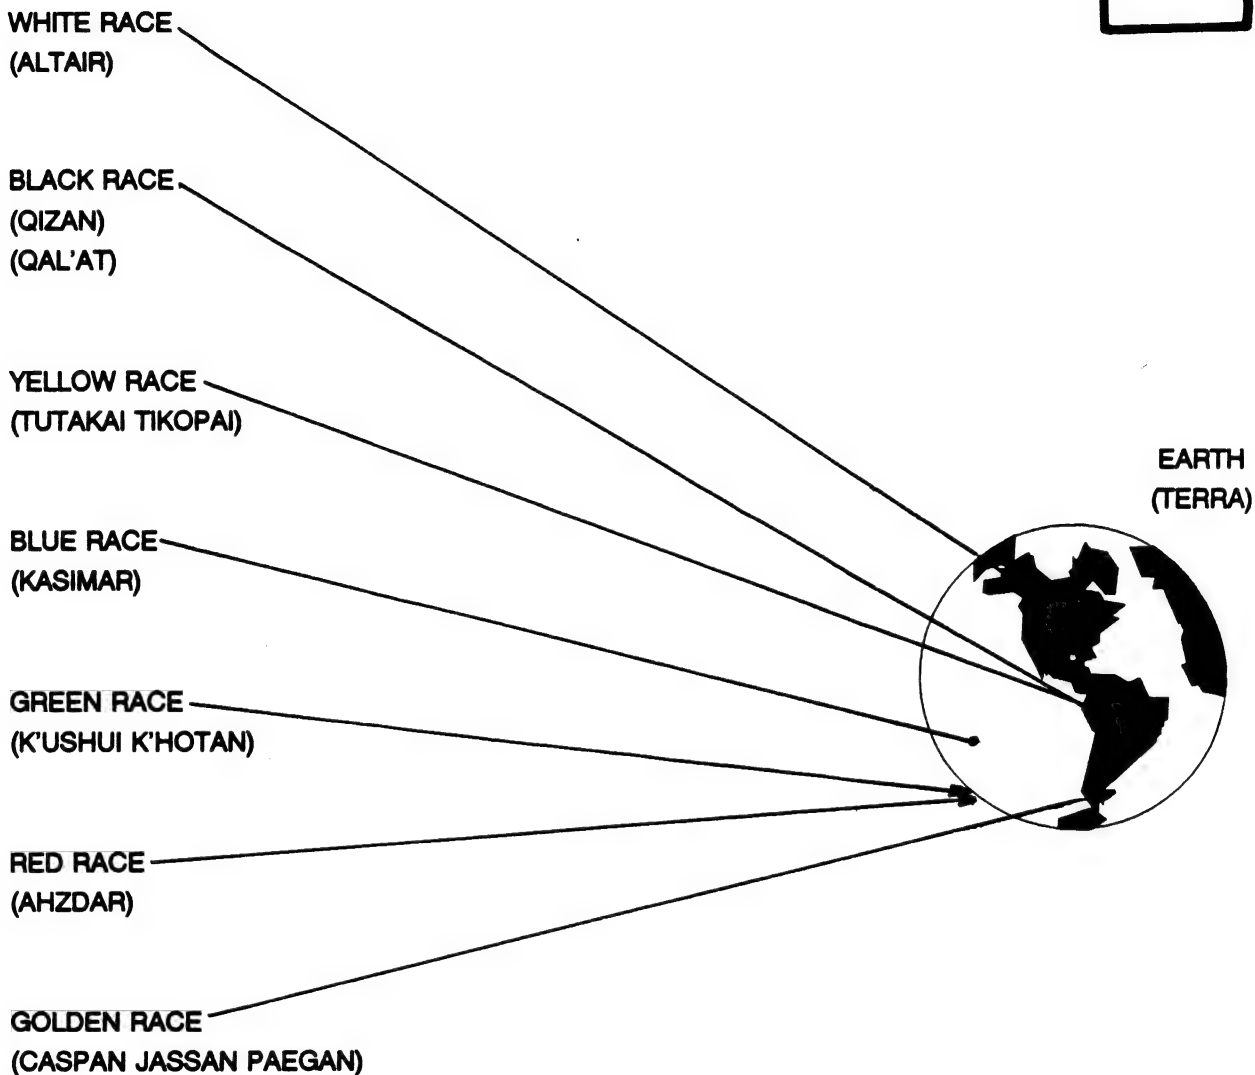 WHITE RACE
(ALTAIR)
BLACK RACE
(QIZAN)
(QAL'AT)
YELLOW RACE
(TUTAKAI TIKOPAI)
EARTH
(TERRA)
BLUE RACE
(KASIMAR)
GREEN RACE
(K'USHUI K'HOTAN)
RED RACE
(AHZDAR)
GOLDEN RACE
(CASPAN JASSAN PAEGAN)